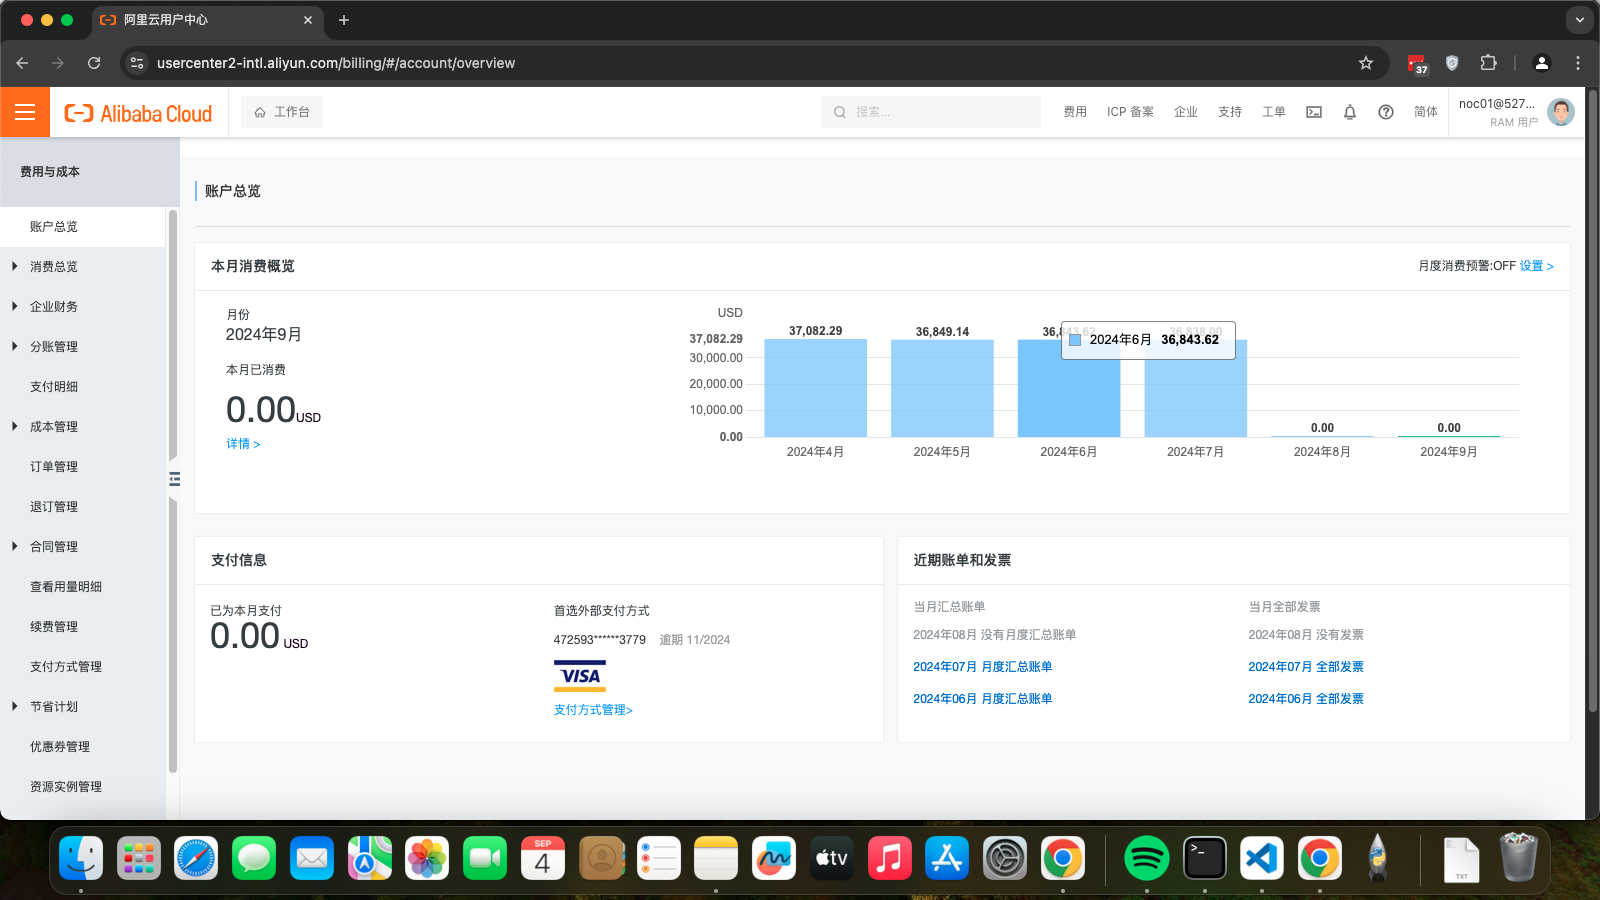 阿里云用户中心
usercenter2-intl.aliyun.com/billing/#/account/overview
37
Alibaba Cloud
工作台
搜索...
费用
ICP 备案
企业
支持
工单
简体
noc01@527...
RAM 用户
费用与成本
账户总览
消费总览
企业财务
分账管理
支付明细
成本管理
订单管理
退订管理
合同管理
查看用量明细
续费管理
支付方式管理
节省计划
优惠券管理
资源实例管理
账户总览
本月消费概览
月度消费预警:OFF 设置 >
月份
2024年9月
本月已消费
0.00USD
详情 >
USD
37,082.29
30,000.00
20,000.00
10,000.00
0.00
37,082.29
36,849.14
36,843.62
36,838.00
0.00
0.00
2024年6月 36,843.62
2024年4月
2024年5月
2024年6月
2024年7月
2024年8月
2024年9月
支付信息
已为本月支付
0.00 USD
首选外部支付方式
472593******3779 逾期 11/2024
VISA
支付方式管理>
近期账单和发票
当月汇总账单
2024年08月 没有月度汇总账单
2024年07月 月度汇总账单
2024年06月 月度汇总账单
当月全部发票
2024年08月 没有发票
2024年07月 全部发票
2024年06月 全部发票
SEP
4
tv
TXT